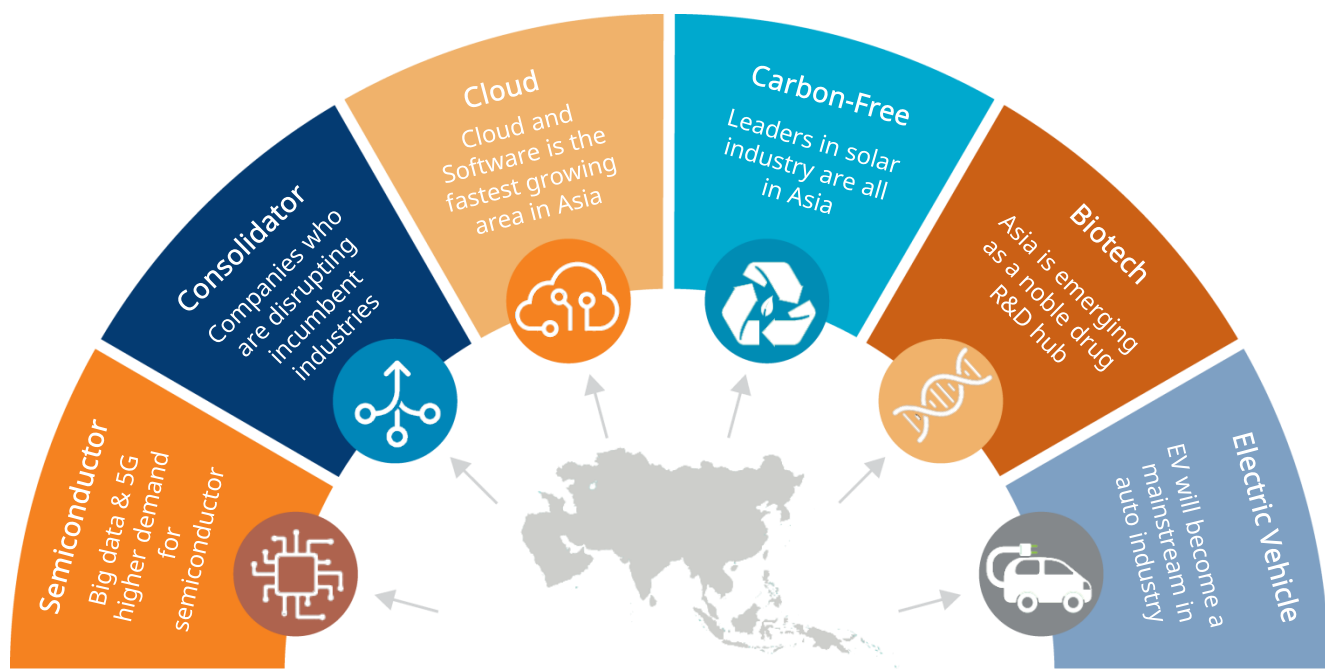 Semiconductor
Big data & 5G
higher demand
for
semiconductor
Consolidator
Companies who
are disrupting
incumbent
industries
Cloud
Cloud and
Software is the
fastest growing
area in Asia
Carbon-Free
Leaders in solar
industry are all
in Asia
Biotech
Asia is emerging
as a noble drug
R&D hub
Electric Vehicle
EV will become a
mainstream in
auto industry